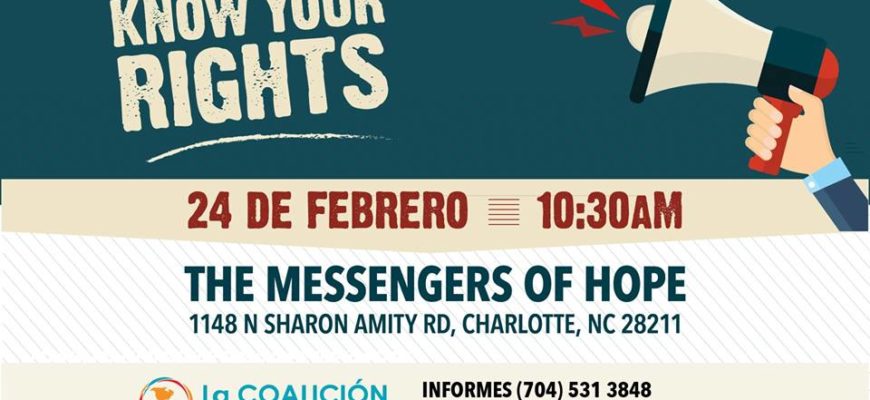 KNOW YOUR
RIGHTS
24 DE FEBRERO 10:30AM
THE MESSENGERS OF HOPE
1148 N SHARON AMITY RD, CHARLOTTE, NC 28211
La COALICIÓN
INFORMES (704) 531 3848